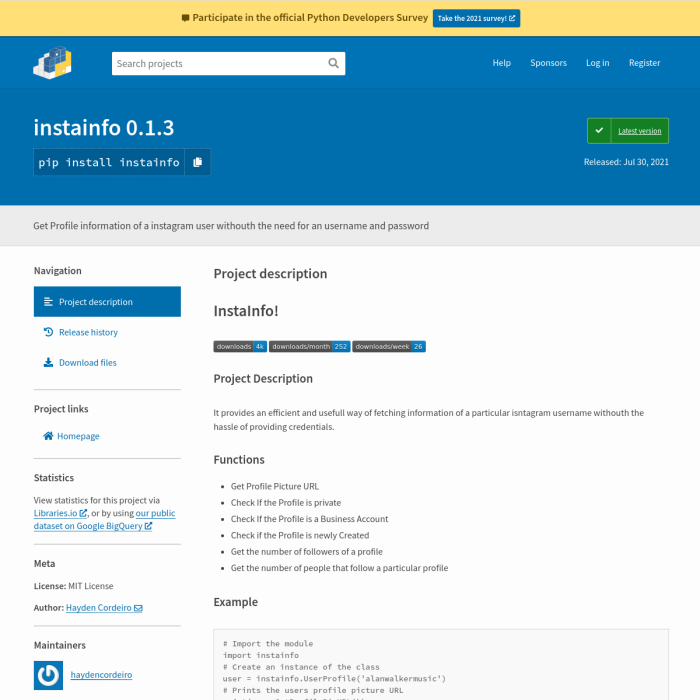 Participate in the official Python Developers Survey Take the 2021 survey!
Search projects
Help Sponsors Log in Register
instainfo 0.1.3
Latest version
pip install instainfo
Released: Jul 30, 2021
Get Profile information of a instagram user withouth the need for an username and password
Navigation
Project description
Release history
Download files
Project links
Homepage
Statistics
View statistics for this project via
Libraries.io, or by using our public
dataset on Google BigQuery
Meta
License: MIT License
Author: Hayden Cordeiro
Maintainers
haydencordeiro
Project description
InstaInfo!
downloads 4k downloads/month 252 downloads/week 26
Project Description
It provides an efficient and usefull way of fetching information of a particular isntagram username withouth the
hassle of providing credentials.
Functions
Get Profile Picture URL
Check If the Profile is private
Check If the Profile is a Business Account
Check if the Profile is newly Created
Get the number of followers of a profile
Get the number of people that follow a particular profile
Example
# Import the module
import instainfo
# Create an instance of the class
user = instainfo.UserProfile('alanwalkermusic')
# Prints the users profile picture URL